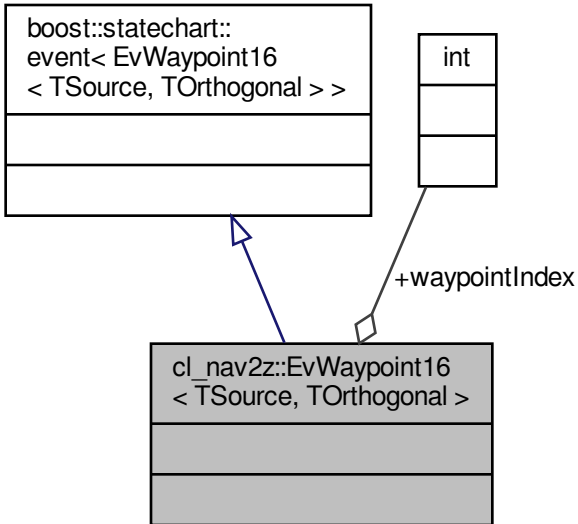 boost::statechart::
event< EvWaypoint16
< TSource, TOrthogonal > >
int
+waypointIndex
cl_nav2z::EvWaypoint16
< TSource, TOrthogonal >